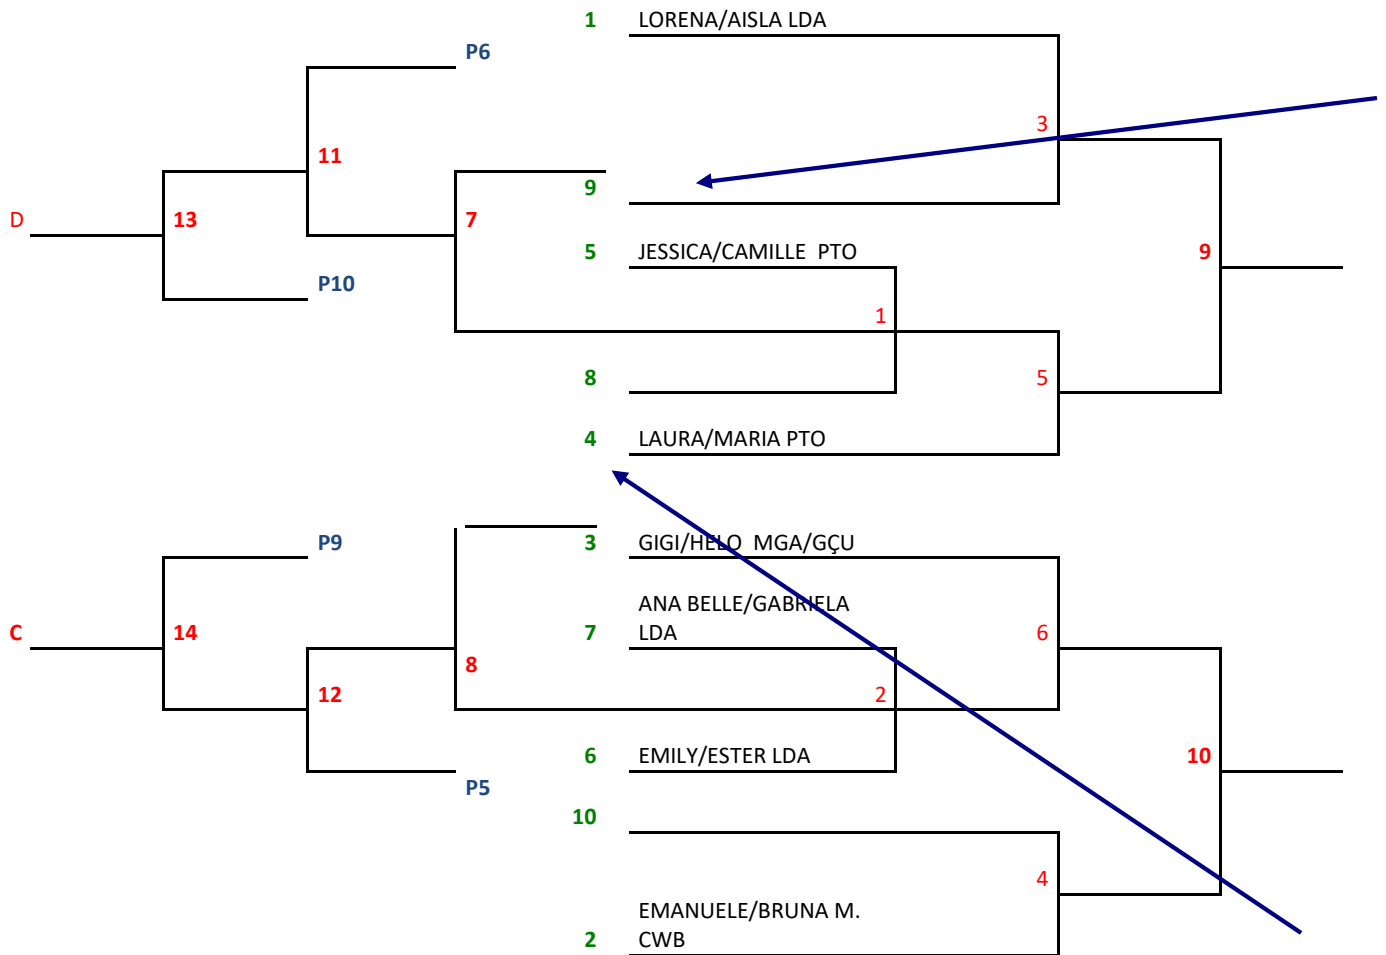 1 LORENA/AISLA LDA
P6
3
11
9
D 13 7
5 JESSICA/CAMILLE PTO 9
P10
1
8 5
4 LAURA/MARIA PTO
P9 3 GIGI/HELO MGA/GÇU
ANA BELLE/GABRIELA
C 14 7 LDA 6
8
12 2
6 EMILY/ESTER LDA 10
P5
10
4
EMANUELE/BRUNA M.
2 CWB